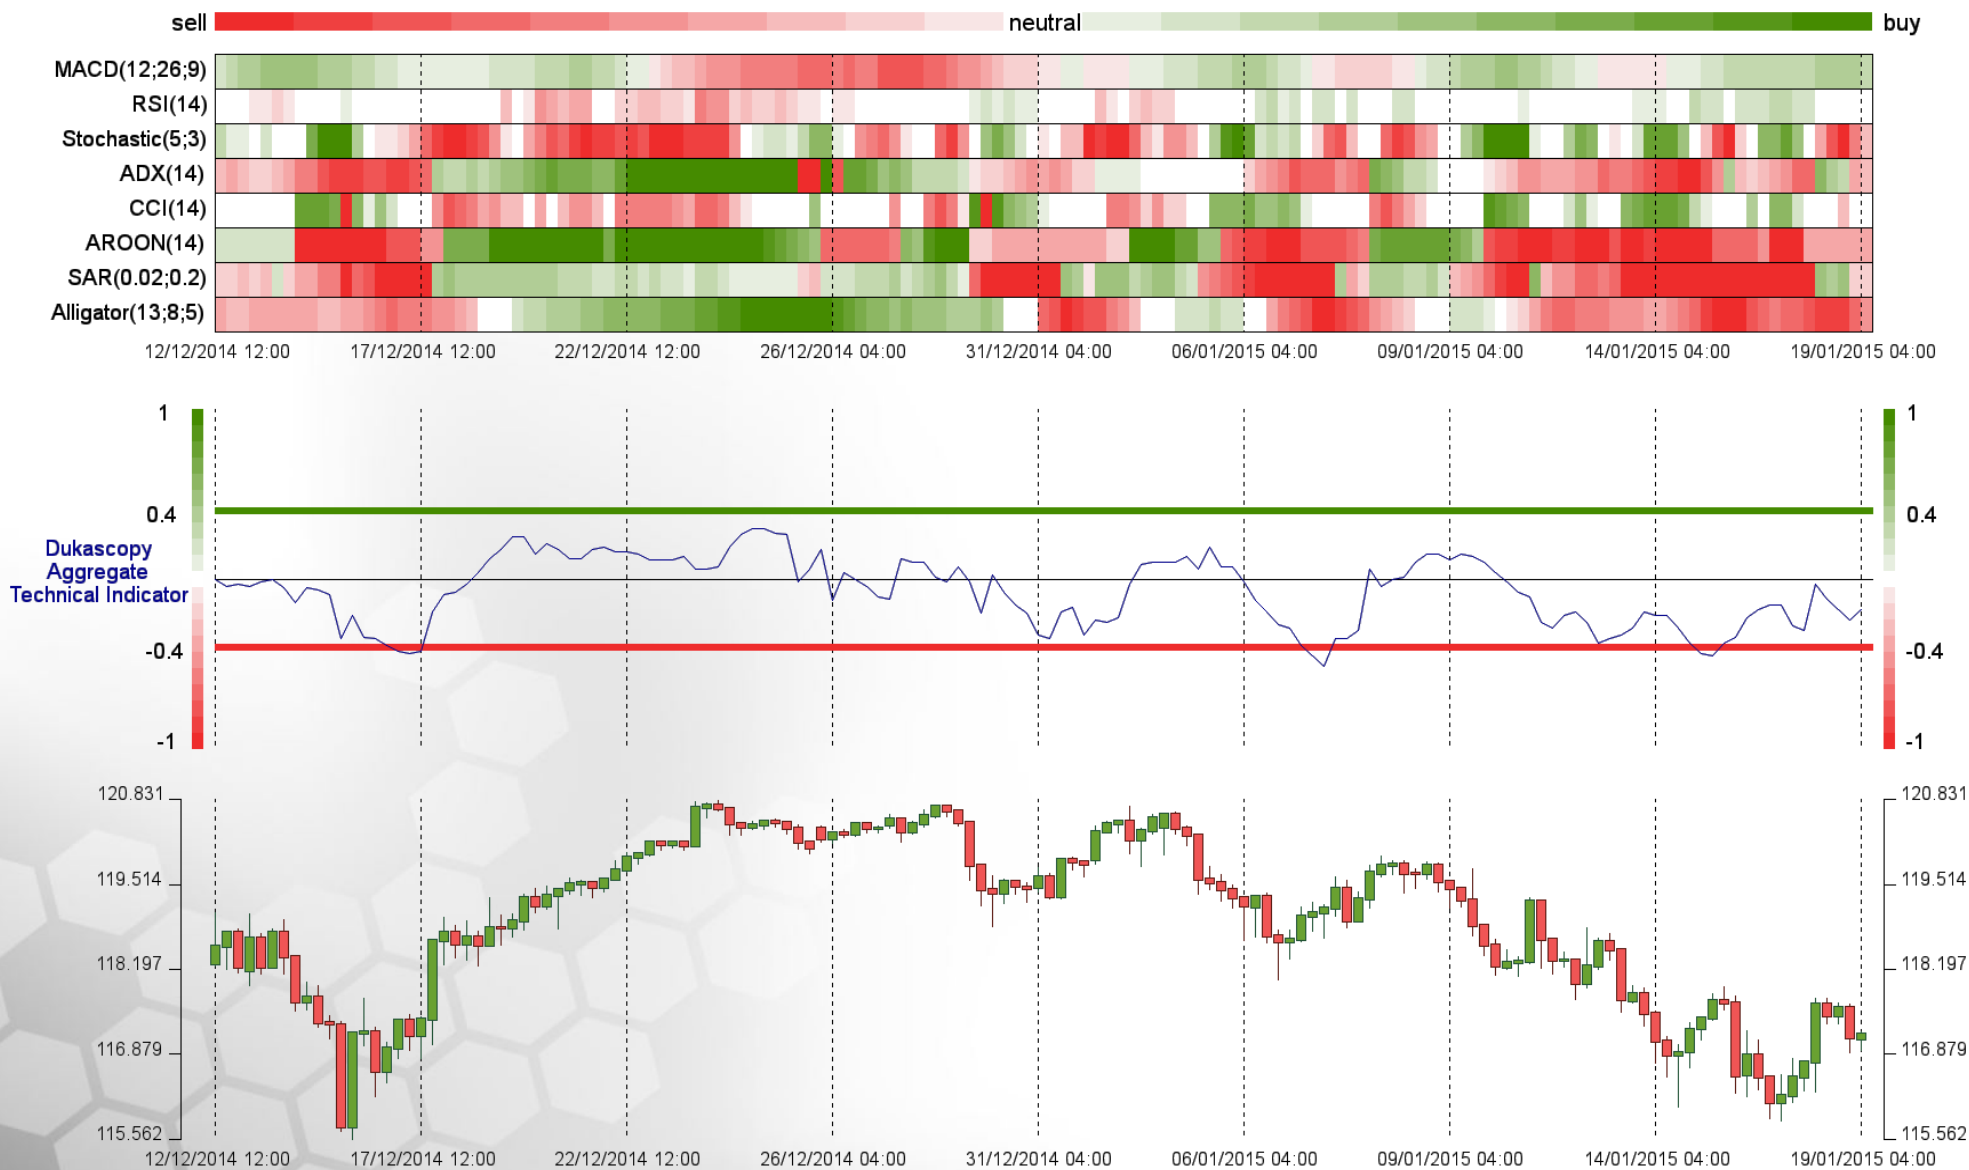 sell neutral buy
MACD(12;26;9)
RSI(14)
Stochastic(5;3)
ADX(14)
CCI(14)
AROON(14)
SAR(0.02;0.2)
Alligator(13;8;5)
12/12/2014 12:00 17/12/2014 12:00 22/12/2014 12:00 26/12/2014 04:00 31/12/2014 04:00 06/01/2015 04:00 09/01/2015 04:00 14/01/2015 04:00 19/01/2015 04:00
1 1
0.4 0.4
Dukascopy
Aggregate
Technical Indicator
-0.4 -0.4
-1 -1
120.831 120.831
119.514 119.514
118.197 118.197
116.879 116.879
115.562 115.562
12/12/2014 12:00 17/12/2014 12:00 22/12/2014 12:00 26/12/2014 04:00 31/12/2014 04:00 06/01/2015 04:00 09/01/2015 04:00 14/01/2015 04:00 19/01/2015 04:00